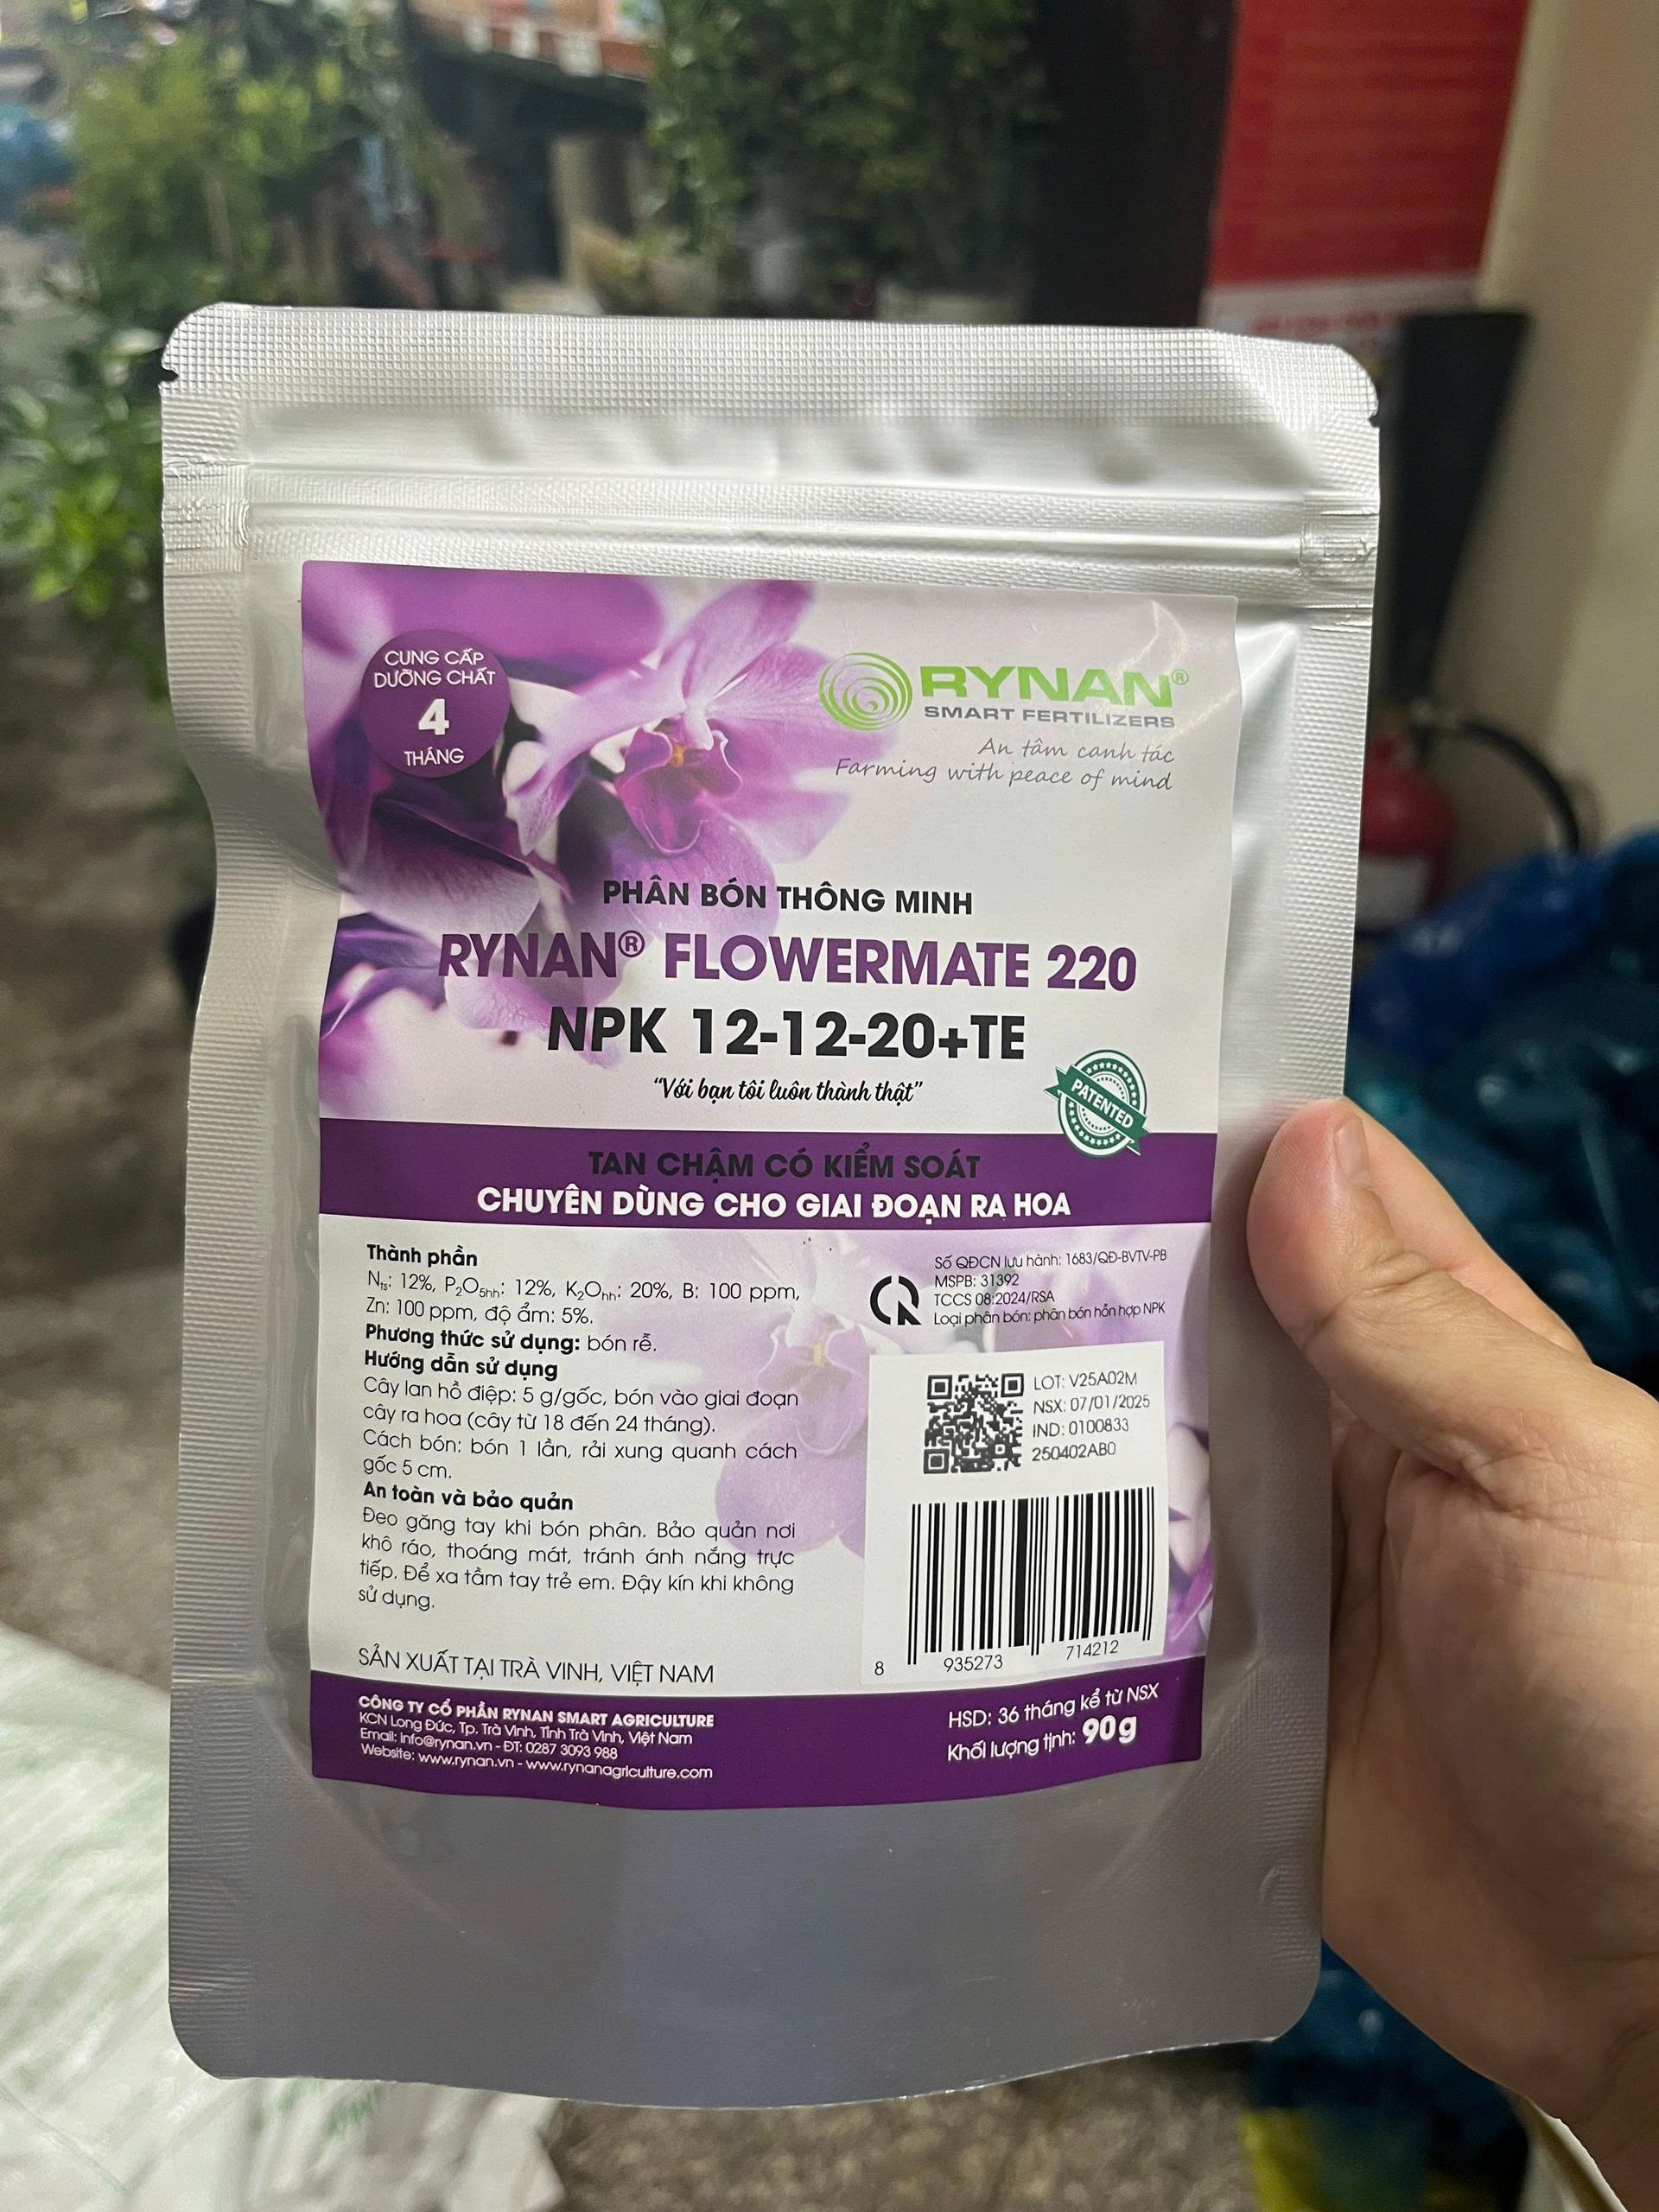 CUNG CẤP
DƯỠNG CHẤT
4
THÁNG
RYNAN®
SMART FERTILIZERS
An tâm canh tác
Farming with peace of mind
PHÂN BÓN THÔNG MINH
RYNAN® FLOWERMATE 220
NPK 12-12-20+TE
“Với bạn tôi luôn thành thật”
PATENTED
TAN CHẬM CÓ KIỂM SOÁT
CHUYÊN DÙNG CHO GIAI ĐOẠN RA HOA
Thành phần
Nts: 12%, P2O5hh: 12%, K2Ohh: 20%, B: 100 ppm,
Zn: 100 ppm, độ ẩm: 5%.
Phương thức sử dụng: bón rễ.
Hướng dẫn sử dụng
Cây lan hồ điệp: 5 g/gốc, bón vào giai đoạn
cây ra hoa (cây từ 18 đến 24 tháng).
Cách bón: bón 1 lần, rải xung quanh cách
gốc 5 cm.
An toàn và bảo quản
Đeo găng tay khi bón phân. Bảo quản nơi
khô ráo, thoáng mát, tránh ánh nắng trực
tiếp. Để xa tầm tay trẻ em. Đậy kín khi không
sử dụng.
SẢN XUẤT TẠI TRÀ VINH, VIỆT NAM
Số QĐCN lưu hành: 1683/QĐ-BVTV-PB
MSPB: 31392
TCCS 08:2024/RSA
Loại phân bón: phân bón hỗn hợp NPK
LOT: V25A02M
NSX: 07/01/2025
IND: 0100833
250402AB0
8 935273 714212
CÔNG TY CỔ PHẦN RYNAN SMART AGRICULTURE
KCN Long Đức, Tp. Trà Vinh, Tỉnh Trà Vinh, Việt Nam
Email: info@rynan.vn - ĐT: 0287 3093 988
Website: www.rynan.vn - www.rynanagriculture.com
HSD: 36 tháng kể từ NSX
Khối lượng tịnh: 90g